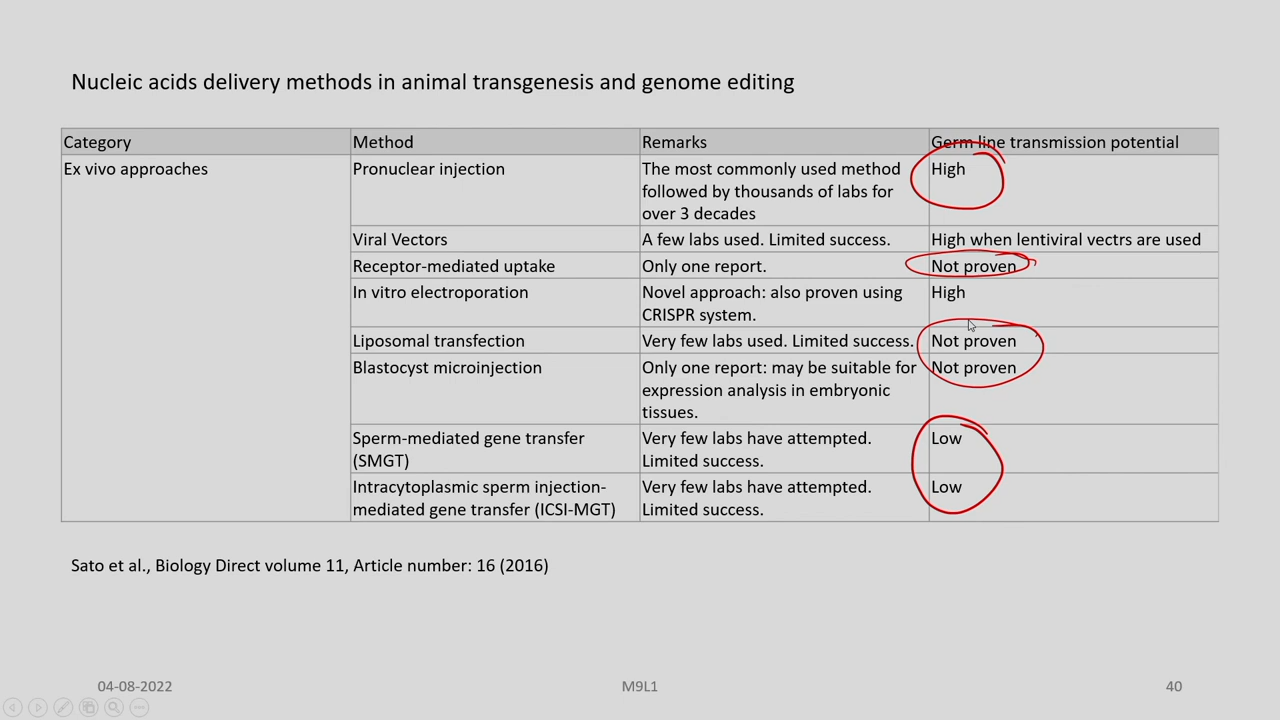 Nucleic acids delivery methods in animal transgenesis and genome editing
Category Method Remarks Germ line transmission potential
Ex vivo approaches Pronuclear injection The most commonly used method High
followed by thousands of labs for
over 3 decades
Viral Vectors A few labs used. Limited success. High when lentiviral vectrs are used
Receptor-mediated uptake Only one report. Not proven
In vitro electroporation Novel approach: also proven using High
CRISPR system.
Liposomal transfection Very few labs used. Limited success. Not proven
Blastocyst microinjection Only one report: may be suitable for Not proven
expression analysis in embryonic
tissues.
Sperm-mediated gene transfer Very few labs have attempted. Low
(SMGT) Limited success.
Intracytoplasmic sperm injection- Very few labs have attempted. Low
mediated gene transfer (ICSI-MGT) Limited success.
Sato et al., Biology Direct volume 11, Article number: 16 (2016)
04-08-2022 M9L1 40